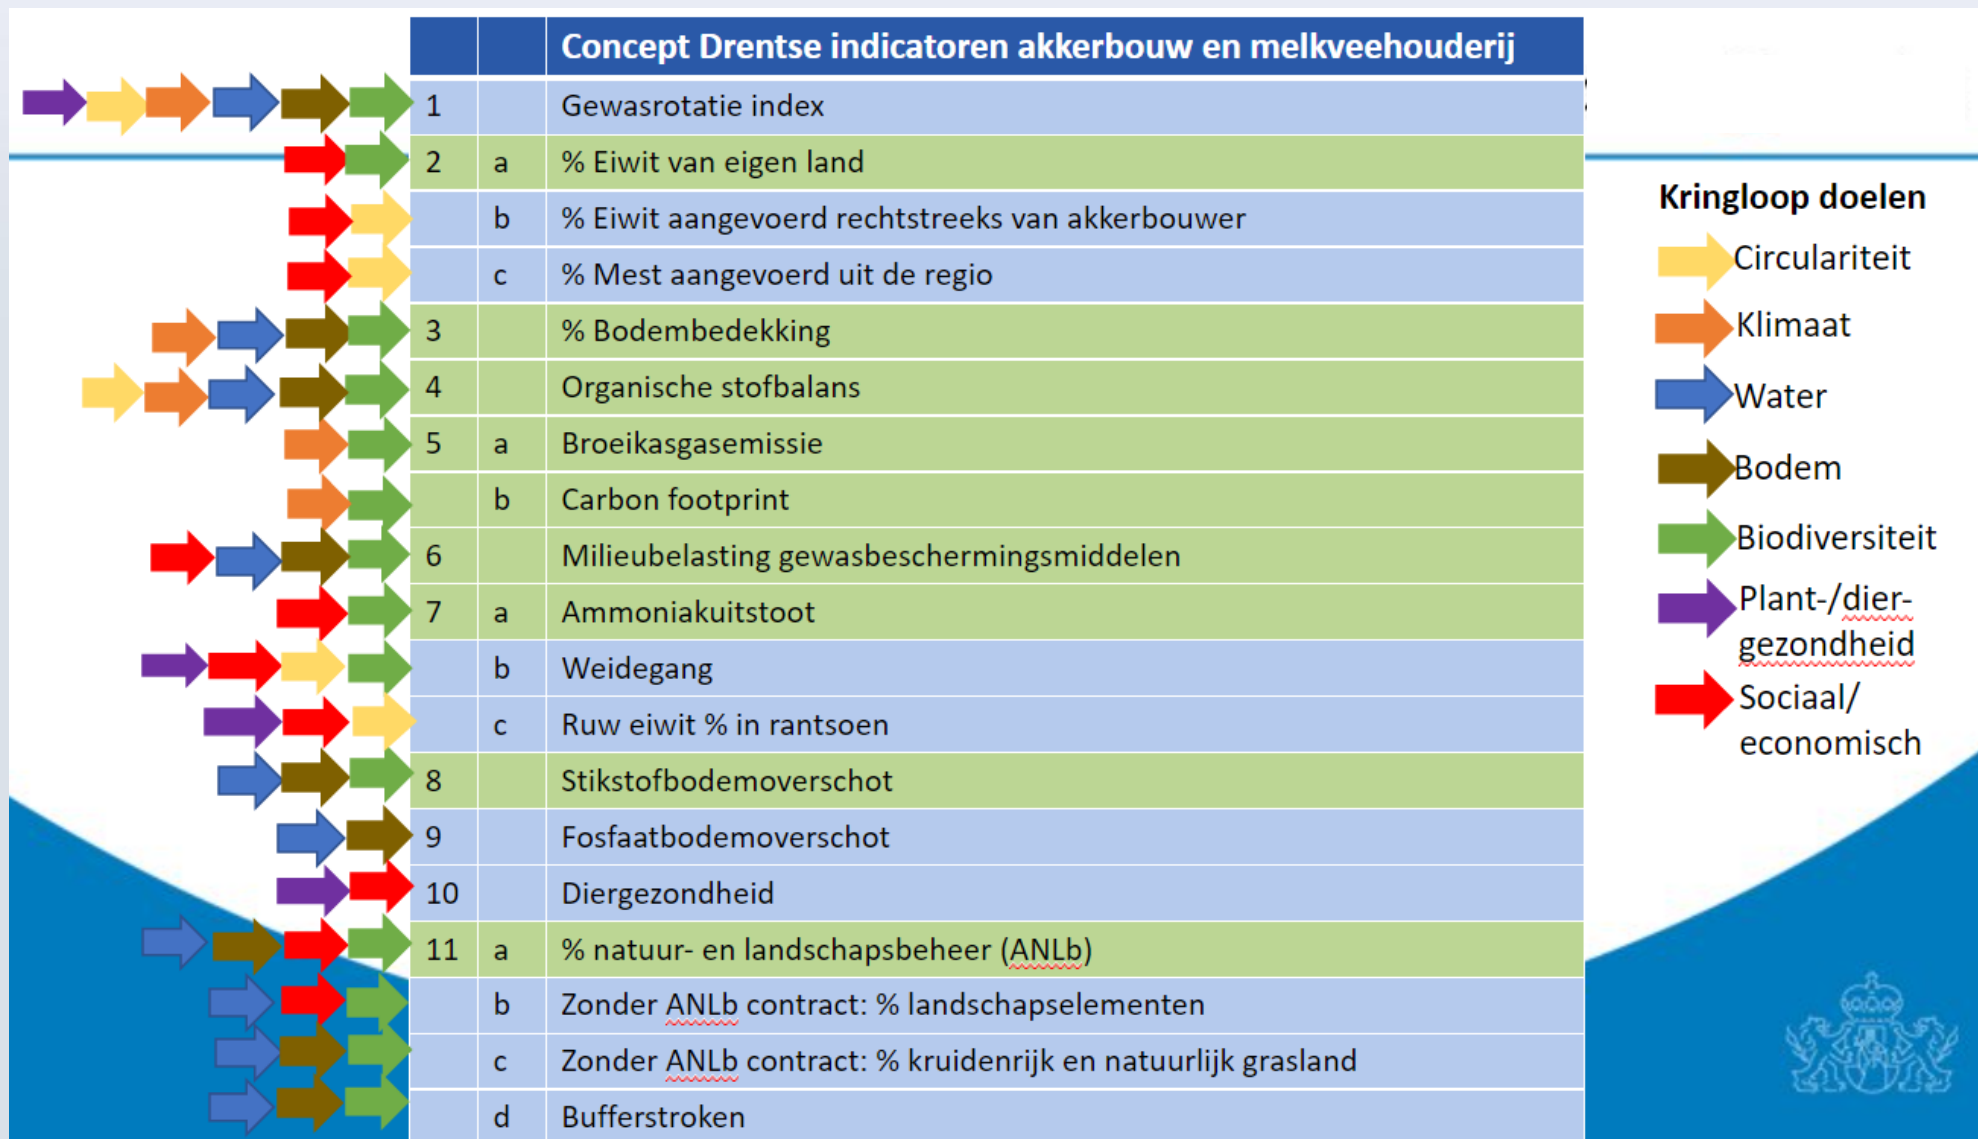 Concept Drentse indicatoren akkerbouw en melkveehouderij
1 Gewasrotatie index
2 a % Eiwit van eigen land
b % Eiwit aangevoerd rechtstreeks van akkerbouwer
c % Mest aangevoerd uit de regio
3 % Bodembedekking
4 Organische stofbalans
5 a Broeikasgasemissie
b Carbon footprint
6 Milieubelasting gewasbeschermingsmiddelen
7 a Ammoniakuitstoot
b Weidegang
c Ruw eiwit % in rantsoen
8 Stikstofbodemoverschot
9 Fosfaatbodemoverschot
10 Diergezondheid
11 a % natuur- en landschapsbeheer (ANLb)
b Zonder ANLb contract: % landschapselementen
c Zonder ANLb contract: % kruidenrijk en natuurlijk grasland
d Bufferstroken
Kringloop doelen
Circulariteit
Klimaat
Water
Bodem
Biodiversiteit
Plant-/dier-
gezondheid
Sociaal/
economisch